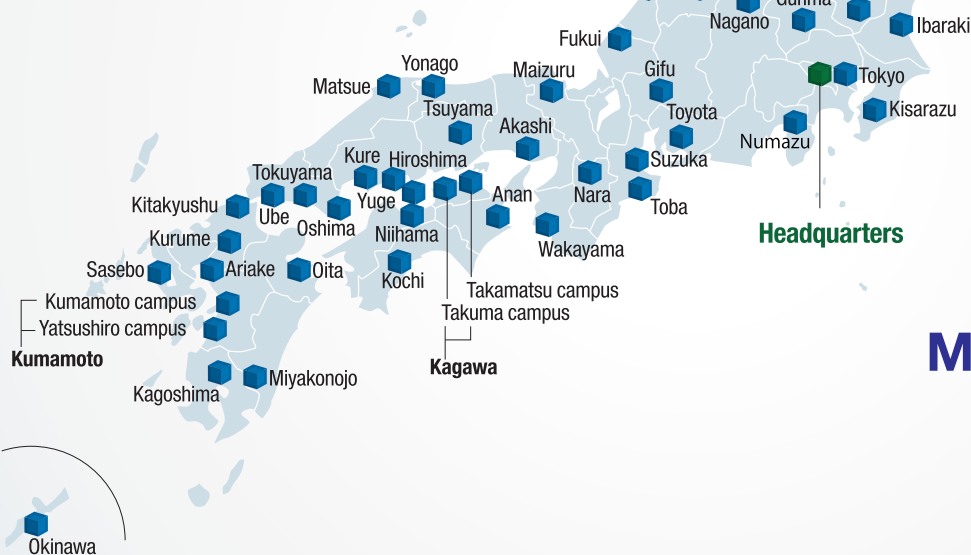 Gunma
Nagano
Ibaraki
Fukui
Yonago
Maizuru
Gifu
Tokyo
Matsue
Tsuyama
Toyota
Kisarazu
Akashi
Numazu
Kure
Hiroshima
Suzuka
Tokuyama
Kitakyushu
Ube
Yuge
Anan
Nara
Toba
Oshima
Niihama
Headquarters
Kurume
Wakayama
Sasebo
Ariake
Oita
Kochi
Takamatsu campus
Kumamoto campus
Takuma campus
Yatsushiro campus
Kumamoto
Kagawa
M
Miyakonojo
Kagoshima
Okinawa